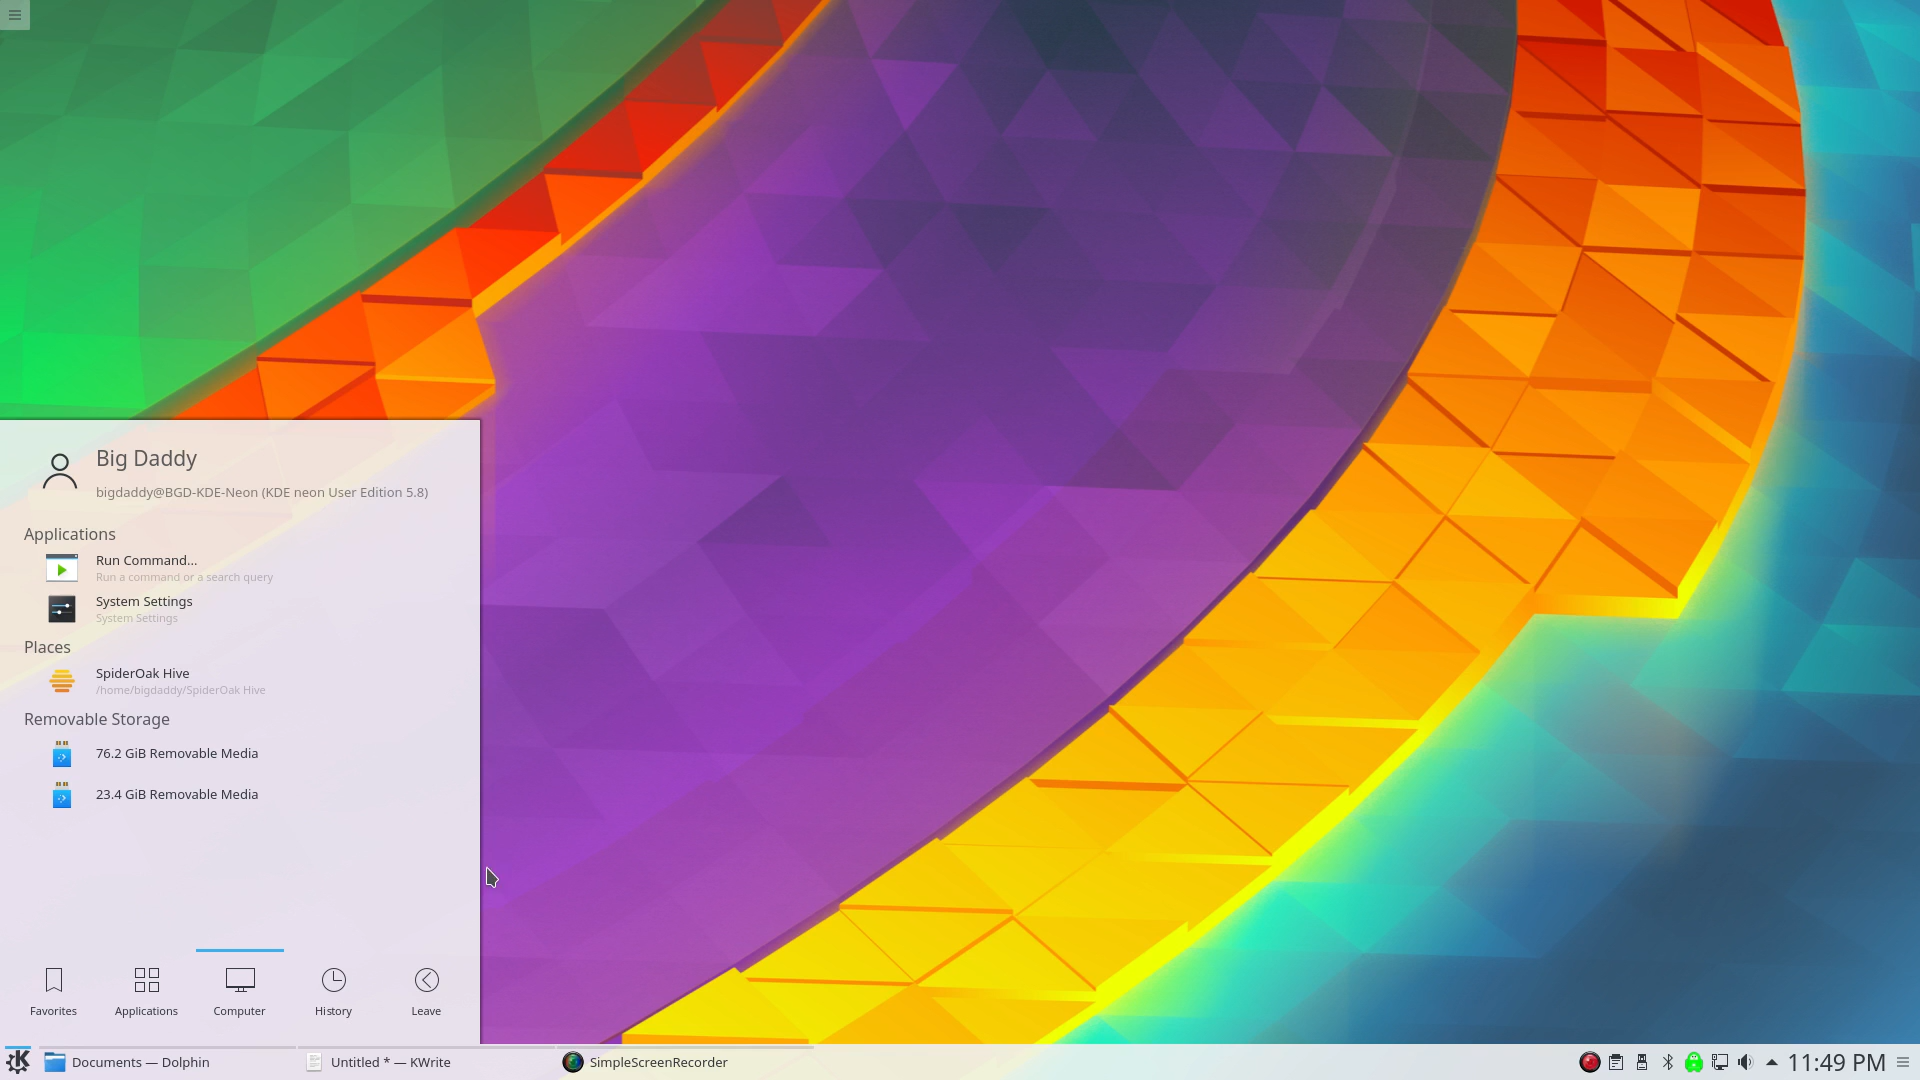 Big Daddy
bigdaddy@BGD-KDE-Neon (KDE neon User Edition 5.8)
Applications
Run Command...
Run a command or a search query
System Settings
System Settings
Places
SpiderOak Hive
/home/bigdaddy/SpiderOak Hive
Removable Storage
76.2 GiB Removable Media
23.4 GiB Removable Media
Favorites
Applications
Computer
History
Leave
Documents — Dolphin
Untitled * — KWrite
SimpleScreenRecorder
11:49 PM